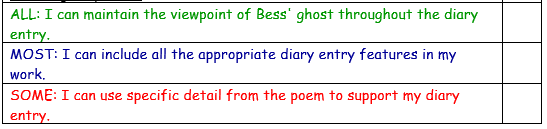 ALL: I can maintain the viewpoint of Bess' ghost throughout the diary
entry.
MOST: I can include all the appropriate diary entry features in my
work.
SOME: I can use specific detail from the poem to support my diary
entry.